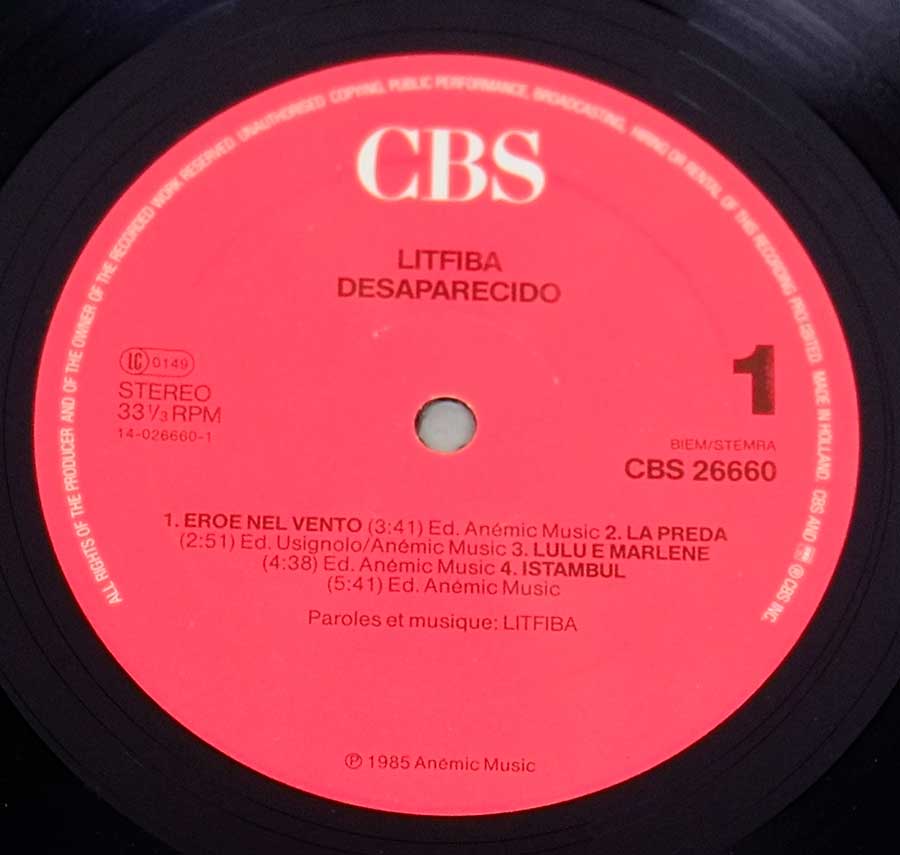 ALL RIGHTS OF THE PRODUCER AND OF THE OWNER OF THE RECORDED WORK RESERVED. UNAUTHORISED COPYING, PUBLIC PERFORMANCE, BROADCASTING, HIRING OR RENTAL OF THIS RECORDING PROHIBITED MADE IN HOLLAND. CBS AND ℗ CBS INC.
CBS
LITFIBA
DESAPARECIDO
LC 0149
STEREO
33⅓ RPM
14-026660-1
1
BIEM/STEMRA
CBS 26660
1. EROE NEL VENTO (3:41) Ed. Anémic Music 2. LA PREDA
(2:51) Ed. Usignolo/Anémic Music 3. LULU E MARLENE
(4:38) Ed. Anémic Music 4. ISTAMBUL
(5:41) Ed. Anémic Music
Paroles et musique: LITFIBA
℗ 1985 Anémic Music